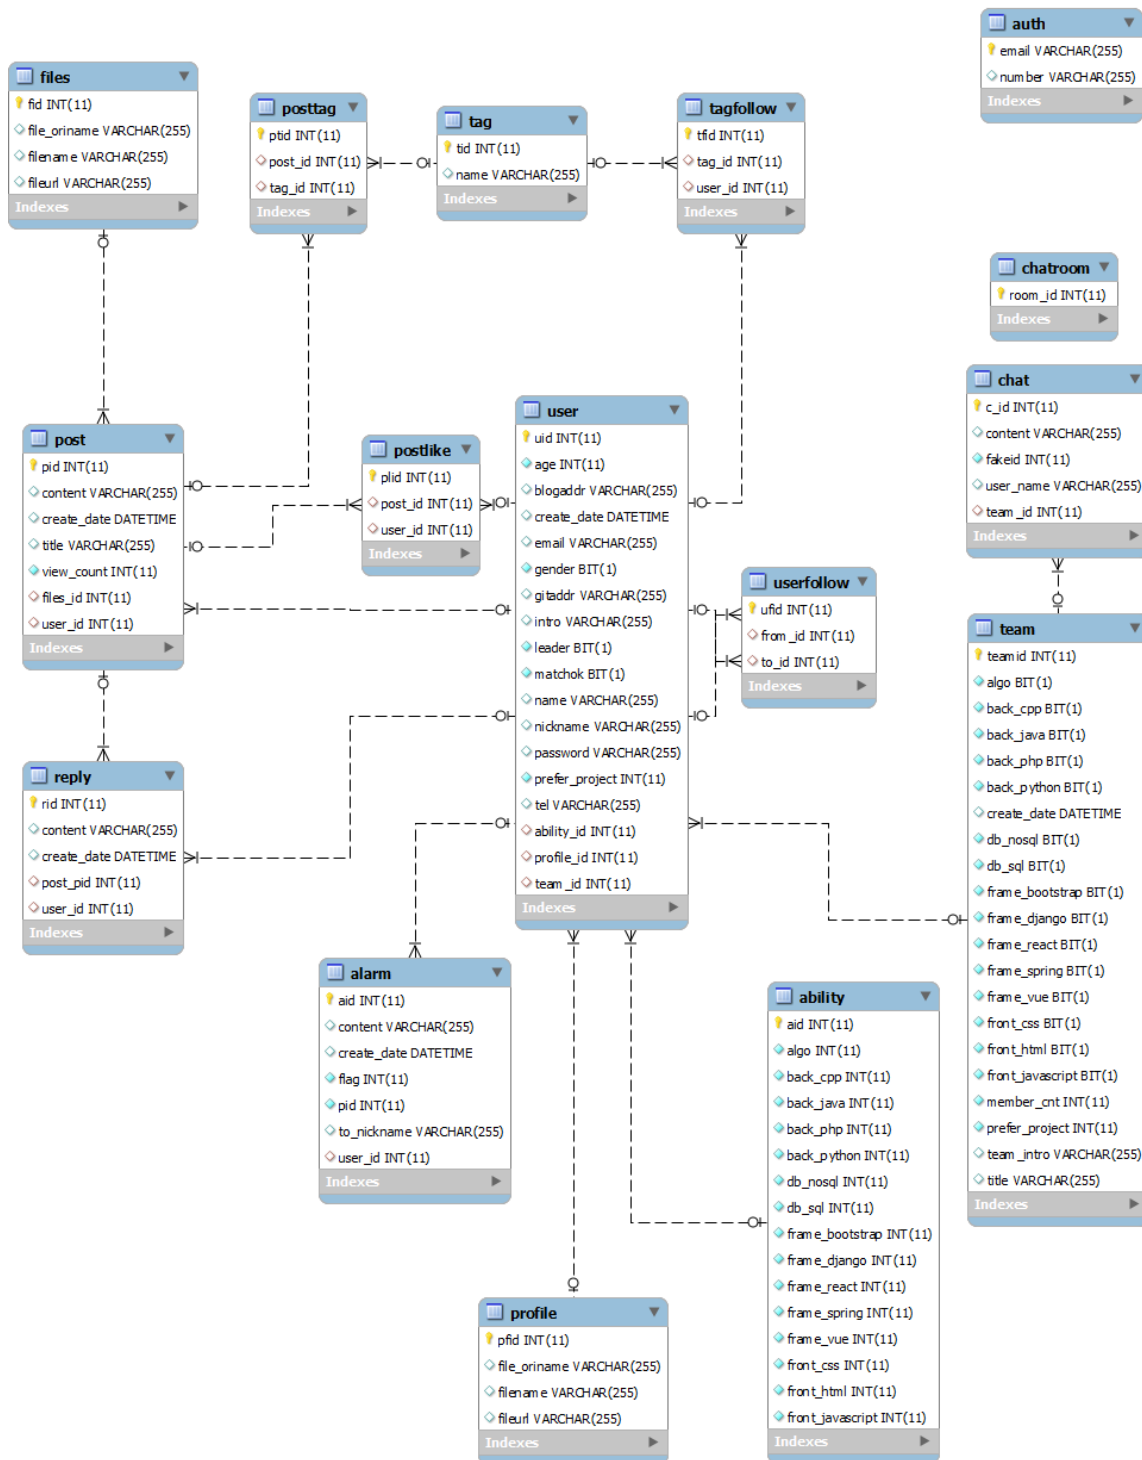 auth
email VARCHAR(255)
number VARCHAR(255)
Indexes
files
fid INT(11)
file_oriname VARCHAR(255)
filename VARCHAR(255)
fileurl VARCHAR(255)
Indexes
posttag
ptid INT(11)
post_id INT(11)
tag_id INT(11)
Indexes
tag
tid INT(11)
name VARCHAR(255)
Indexes
tagfollow
tfid INT(11)
tag_id INT(11)
user_id INT(11)
Indexes
chatroom
room_id INT(11)
Indexes
chat
c_id INT(11)
content VARCHAR(255)
fakeid INT(11)
user_name VARCHAR(255)
team_id INT(11)
Indexes
post
pid INT(11)
content VARCHAR(255)
create_date DATETIME
title VARCHAR(255)
view_count INT(11)
files_id INT(11)
user_id INT(11)
Indexes
postlike
plid INT(11)
post_id INT(11)
user_id INT(11)
Indexes
user
uid INT(11)
age INT(11)
blogaddr VARCHAR(255)
create_date DATETIME
email VARCHAR(255)
gender BIT(1)
gitaddr VARCHAR(255)
intro VARCHAR(255)
leader BIT(1)
matchok BIT(1)
name VARCHAR(255)
nickname VARCHAR(255)
password VARCHAR(255)
prefer_project INT(11)
tel VARCHAR(255)
ability_id INT(11)
profile_id INT(11)
team_id INT(11)
Indexes
userfollow
ufid INT(11)
from_id INT(11)
to_id INT(11)
Indexes
team
teamid INT(11)
algo BIT(1)
back_cpp BIT(1)
back_java BIT(1)
back_php BIT(1)
back_python BIT(1)
create_date DATETIME
db_nosql BIT(1)
db_sql BIT(1)
frame_bootstrap BIT(1)
frame_django BIT(1)
frame_react BIT(1)
frame_spring BIT(1)
frame_vue BIT(1)
front_css BIT(1)
front_html BIT(1)
front_javascript BIT(1)
member_cnt INT(11)
prefer_project INT(11)
team_intro VARCHAR(255)
title VARCHAR(255)
Indexes
reply
rid INT(11)
content VARCHAR(255)
create_date DATETIME
post_pid INT(11)
user_id INT(11)
Indexes
alarm
aid INT(11)
content VARCHAR(255)
create_date DATETIME
flag INT(11)
pid INT(11)
to_nickname VARCHAR(255)
user_id INT(11)
Indexes
ability
aid INT(11)
algo INT(11)
back_cpp INT(11)
back_java INT(11)
back_php INT(11)
back_python INT(11)
db_nosql INT(11)
db_sql INT(11)
frame_bootstrap INT(11)
frame_django INT(11)
frame_react INT(11)
frame_spring INT(11)
frame_vue INT(11)
front_css INT(11)
front_html INT(11)
front_javascript INT(11)
Indexes
profile
pfid INT(11)
file_oriname VARCHAR(255)
filename VARCHAR(255)
fileurl VARCHAR(255)
Indexes